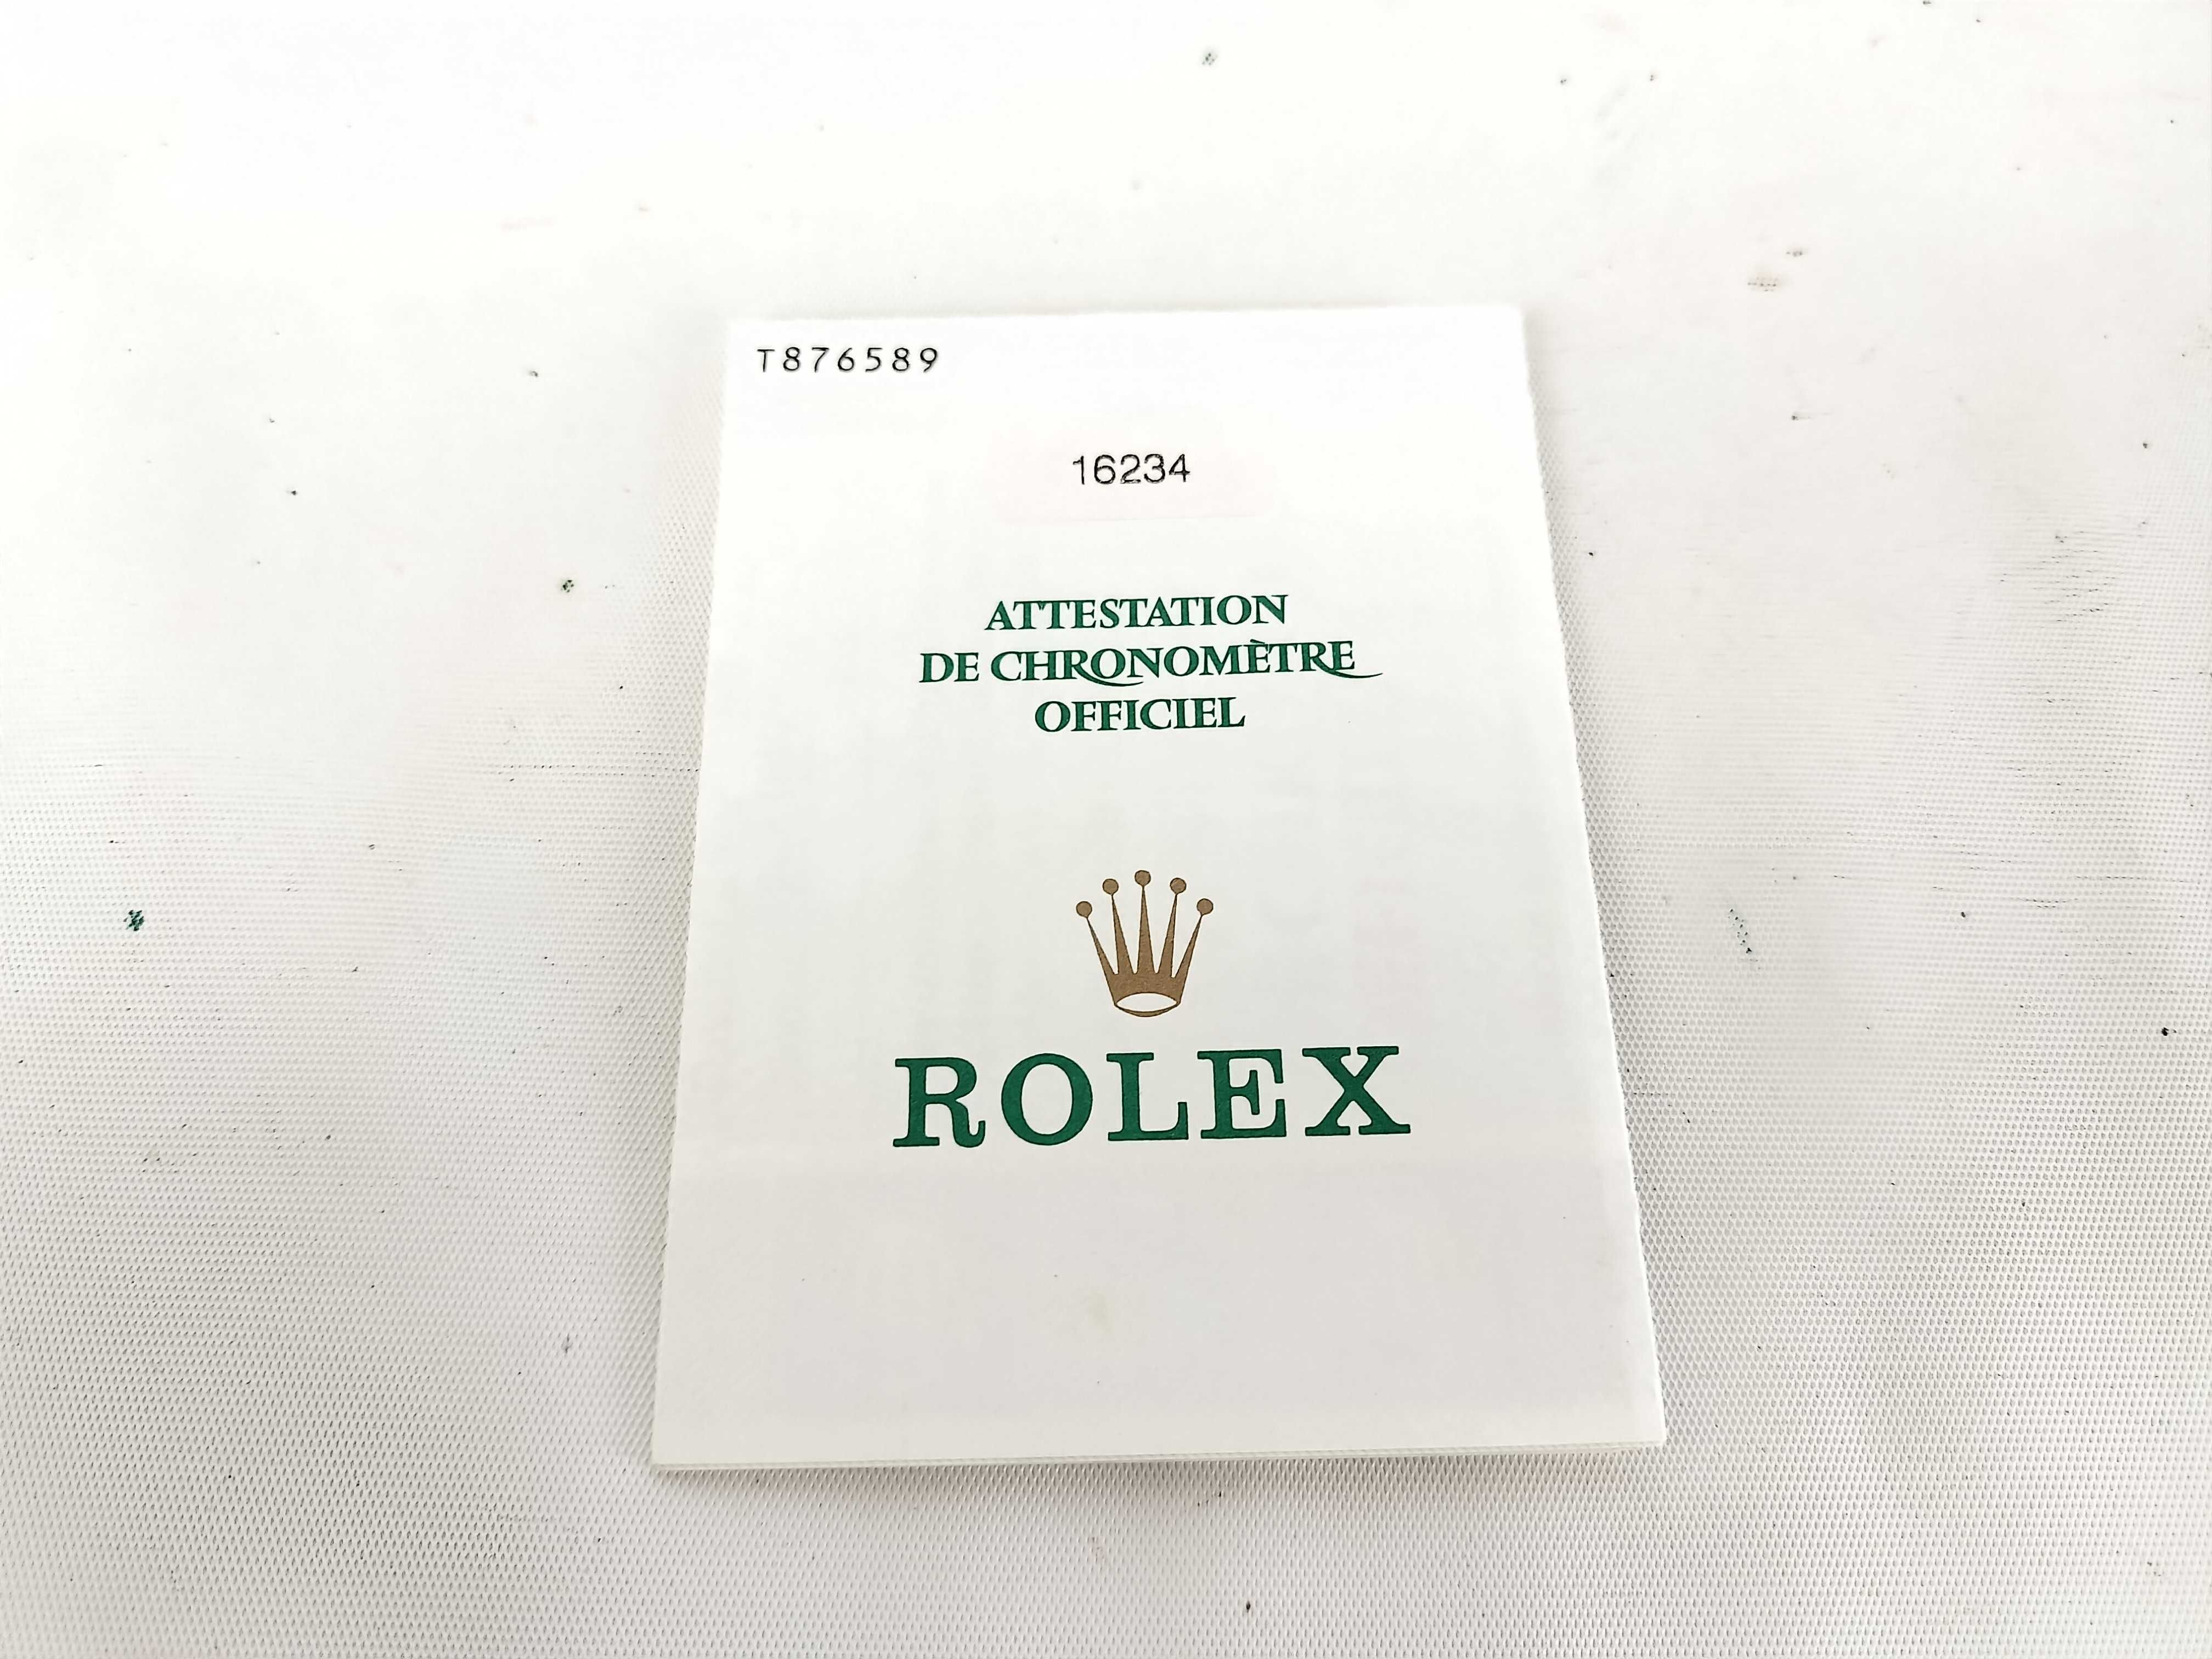 T876589
16234
ATTESTATION
DE CHRONOMÈTRE
OFFICIEL
ROLEX